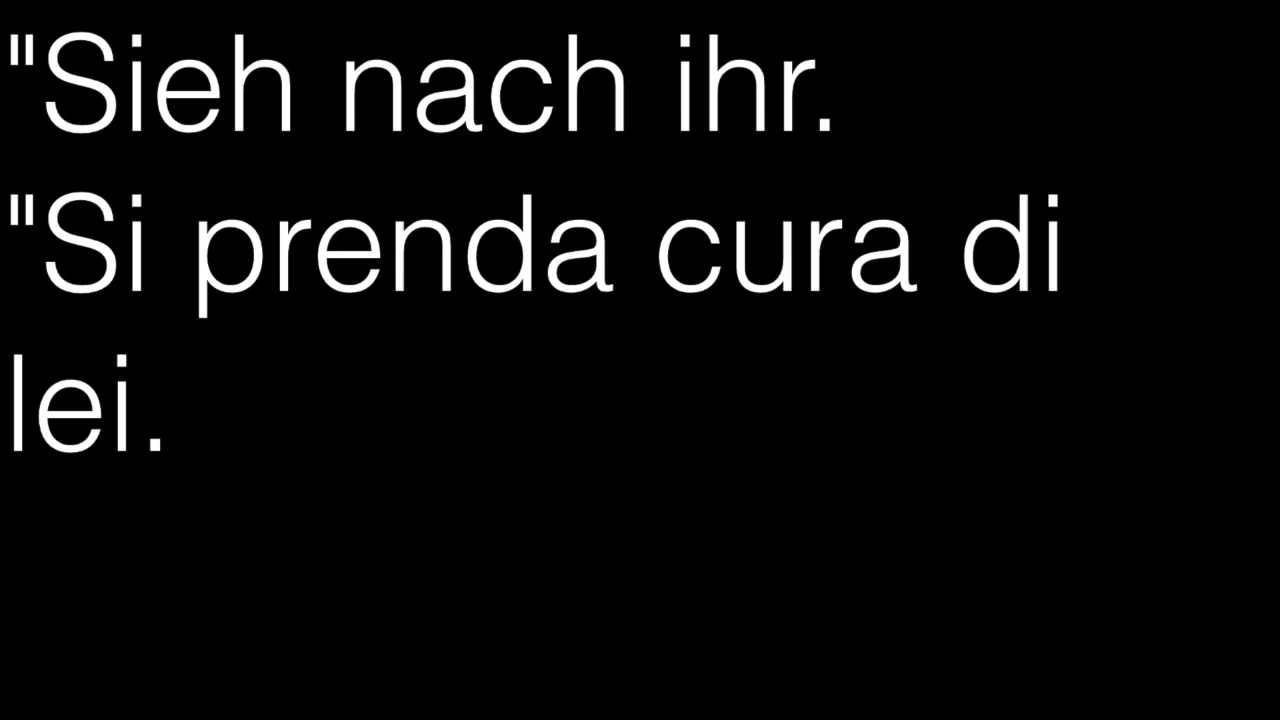 "Sieh nach ihr.
"Si prenda cura di
lei.